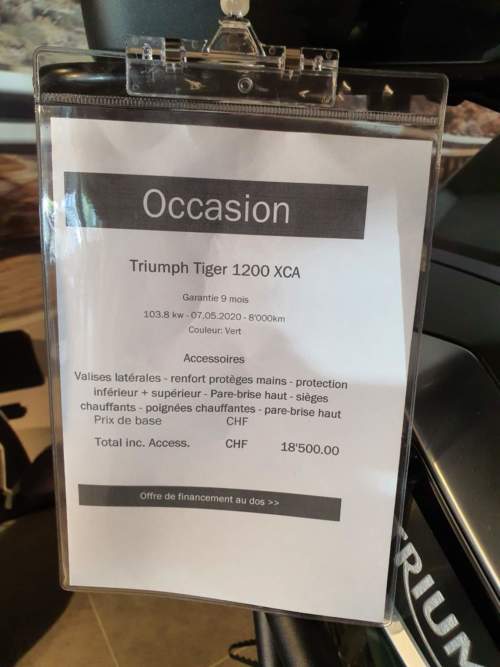 Occasion
Triumph Tiger 1200 XCA
Garantie 9 mois
103.8 kw - 07.05.2020 - 8'000km
Couleur: Vert
Accessoires
Valises latérales - renfort protèges mains - protection
inférieur + supérieur - Pare-brise haut - sièges
chauffants - poignées chauffantes - pare-brise haut
Prix de base CHF
Total inc. Access. CHF 18'500.00
Offre de financement au dos >>
TRIUM